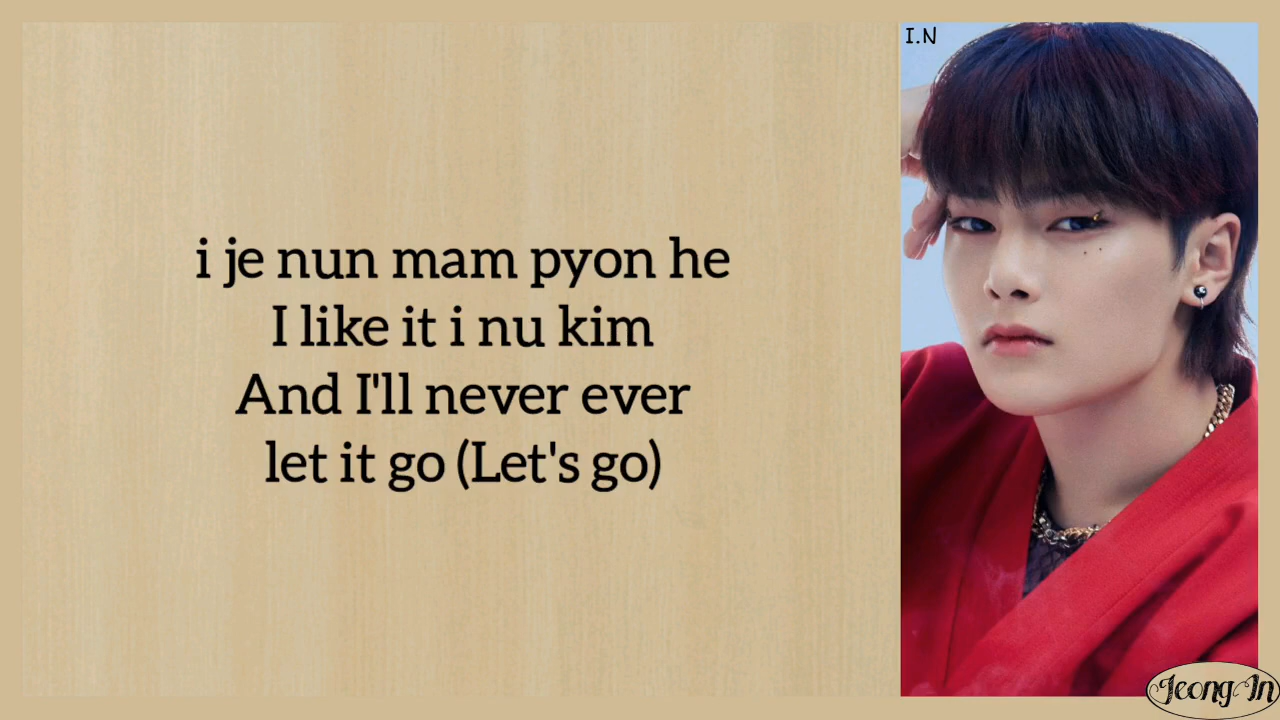 I.N
i je nun mam pyon he
I like it i nu kim
And I'll never ever
let it go (Let's go)
Jeong In